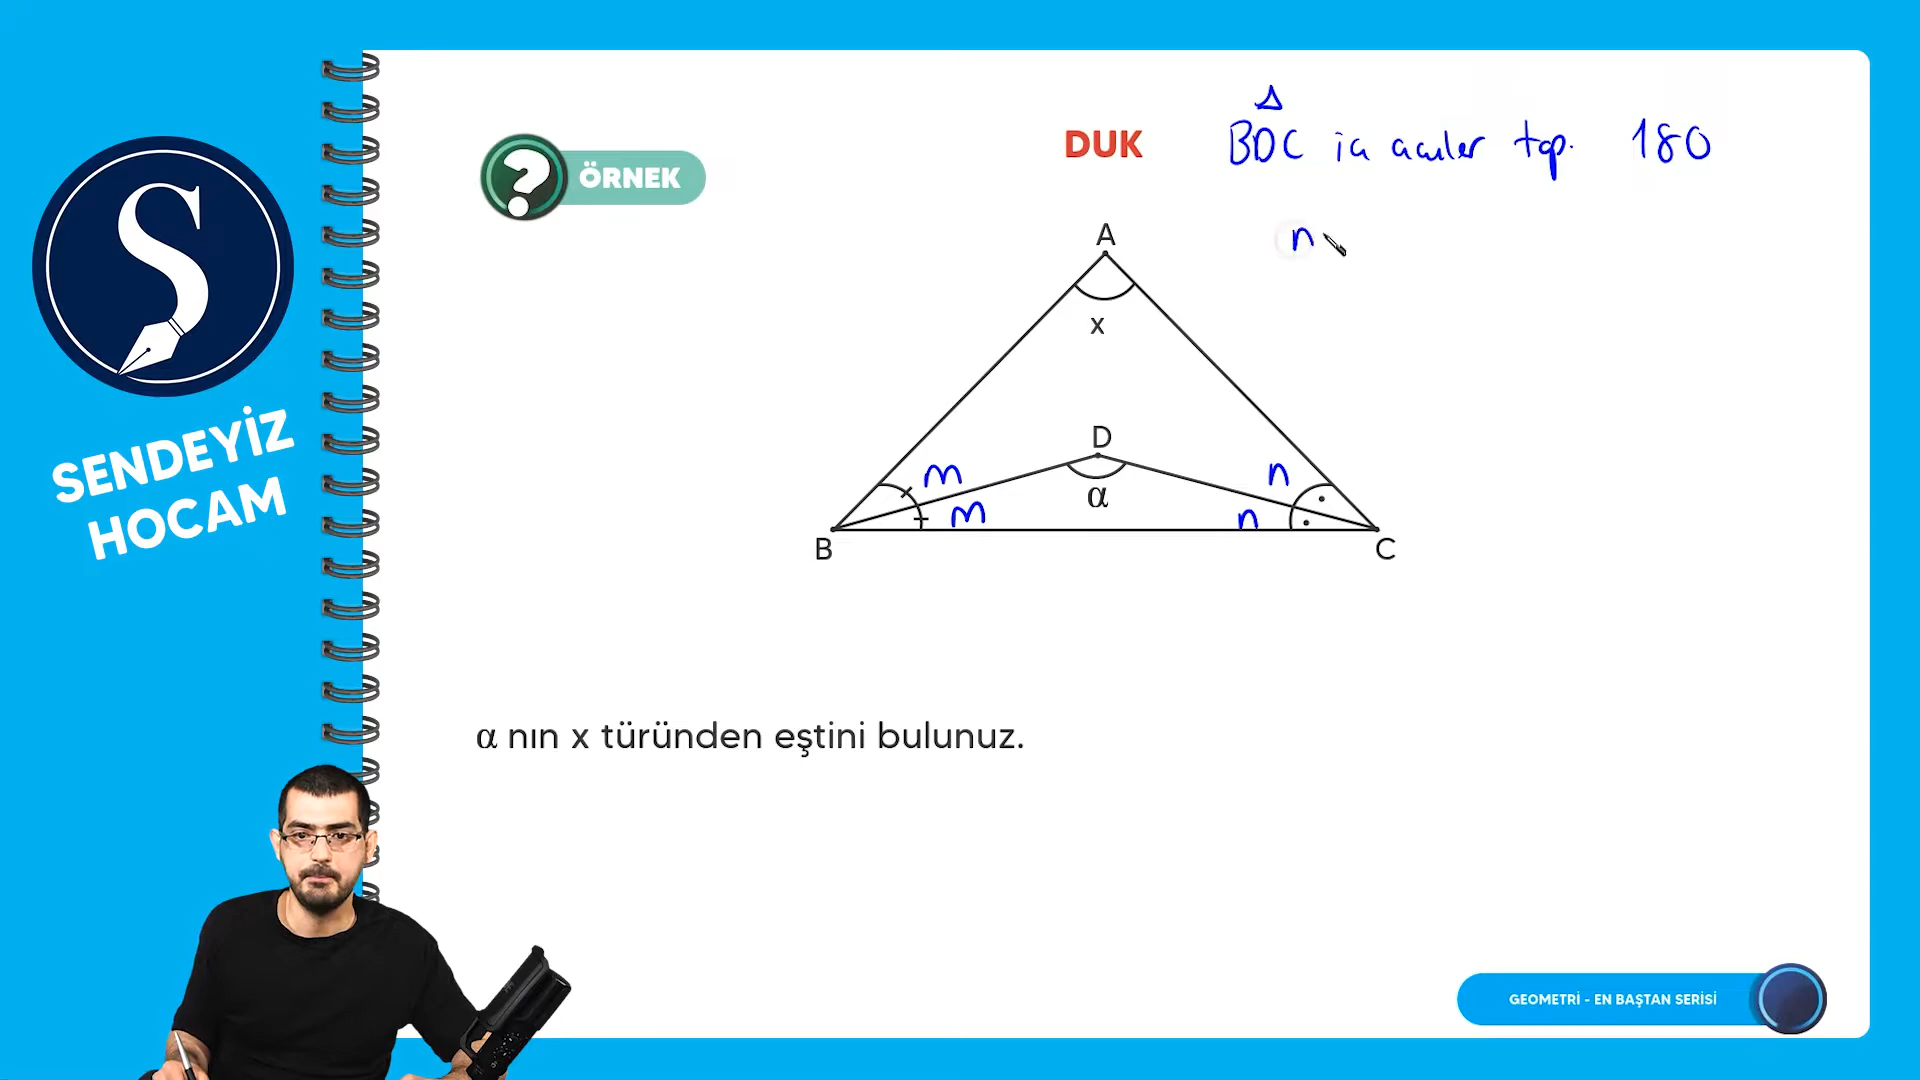 SENDEYİZ
HOCAM
ÖRNEK
DUK
Δ
BDC iç açılar top. 180
n
A
x
D
m
n
α
m
n
B
C
α nın x türünden eştini bulunuz.
GEOMETRİ - EN BAŞTAN SERİSİ